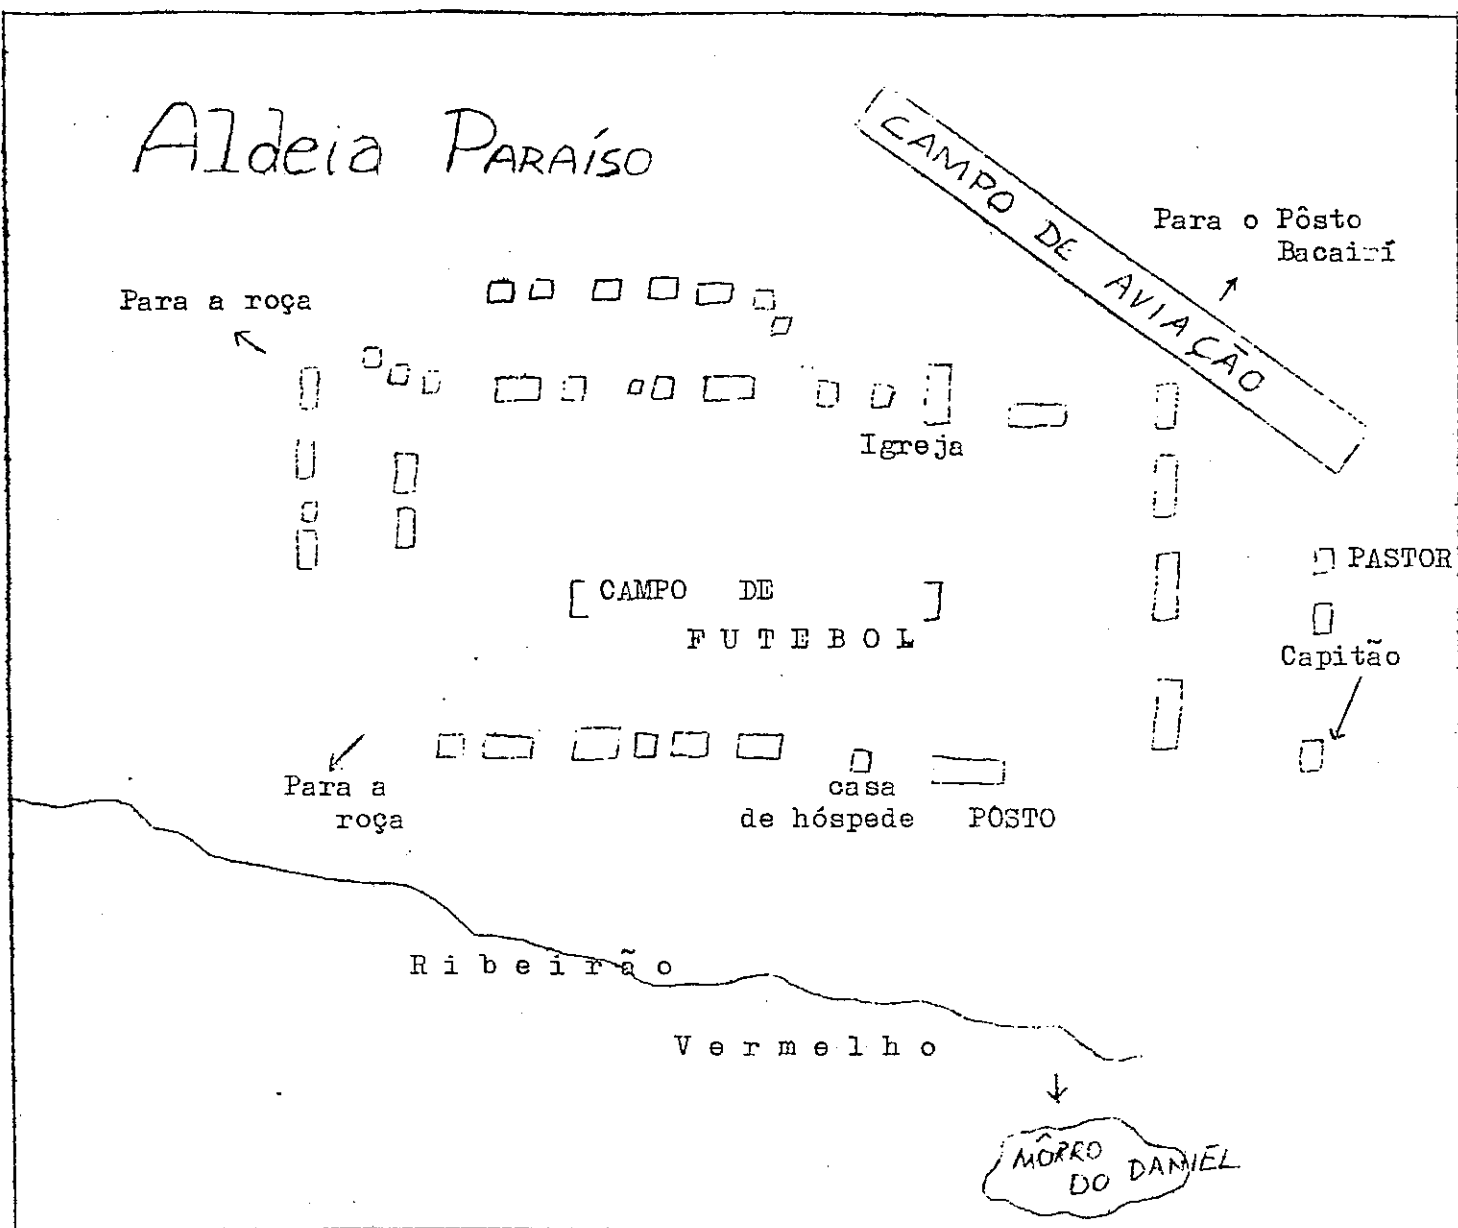 Aldeia PARAÍSO
CAMPO DE AVIAÇÃO
Para o Pôsto
Bacairí
Para a roça
Igreja
PASTOR
CAMPO DE
FUTEBOL
Capitão
Para a
roça
casa
de hóspede
PÔSTO
Ribeirão
Vermelho
MÔRRO
DO DANIEL